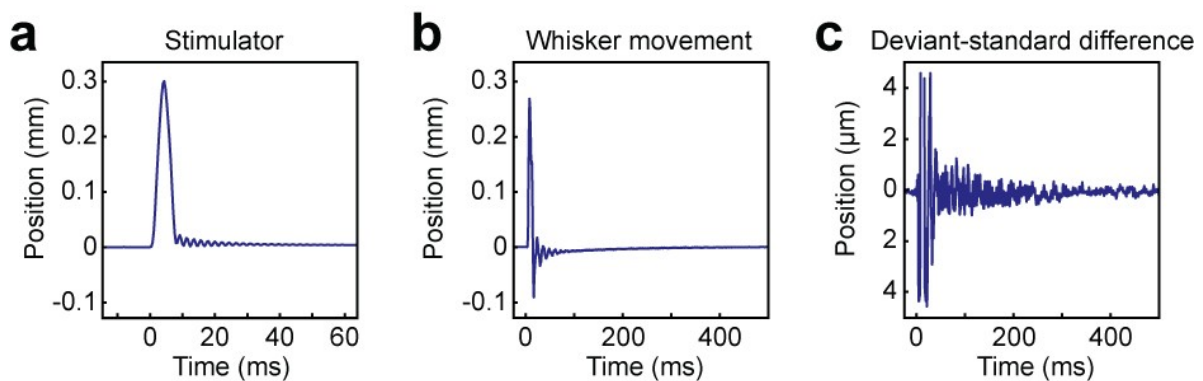 a Stimulator
0.3
0.2
0.1
0
-0.1
Position (mm)
0 20 40 60
Time (ms)
b Whisker movement
0.3
0.2
0.1
0
-0.1
Position (mm)
0 200 400
Time (ms)
c Deviant-standard difference
4
2
0
2
4
Position (μm)
0 200 400
Time (ms)